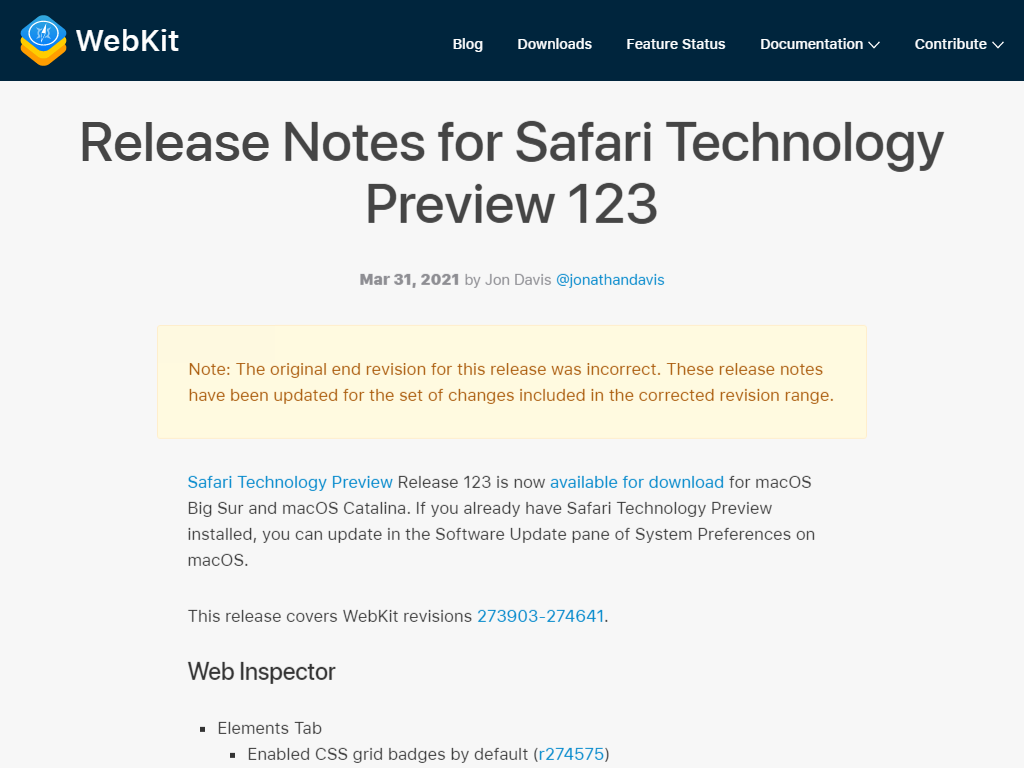 WebKit
Blog
Downloads
Feature Status
Documentation
Contribute
Release Notes for Safari Technology
Preview 123
Mar 31, 2021 by Jon Davis @jonathandavis
Note: The original end revision for this release was incorrect. These release notes
have been updated for the set of changes included in the corrected revision range.
Safari Technology Preview Release 123 is now available for download for macOS
Big Sur and macOS Catalina. If you already have Safari Technology Preview
installed, you can update in the Software Update pane of System Preferences on
macOS.
This release covers WebKit revisions 273903-274641.
Web Inspector
Elements Tab
Enabled CSS grid badges by default (r274575)